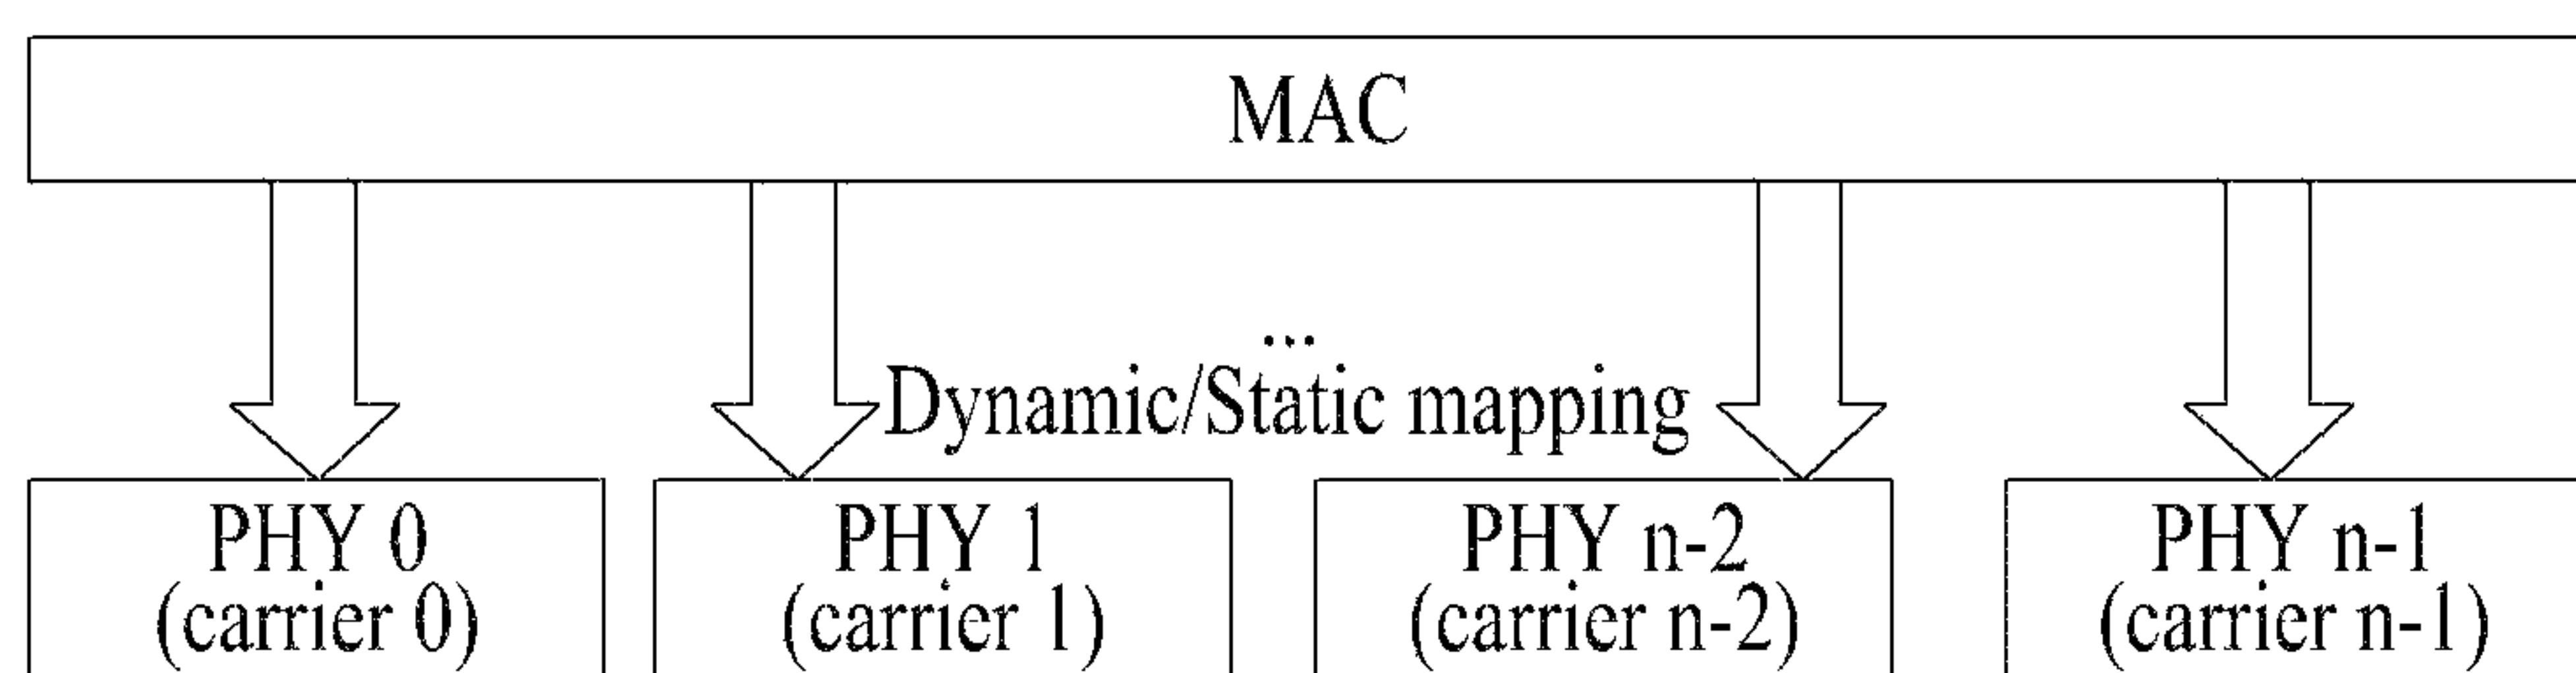 MAC
...
Dynamic/Static mapping
PHY 0
(carrier 0)
PHY 1
(carrier 1)
PHY n-2
(carrier n-2)
PHY n-1
(carrier n-1)